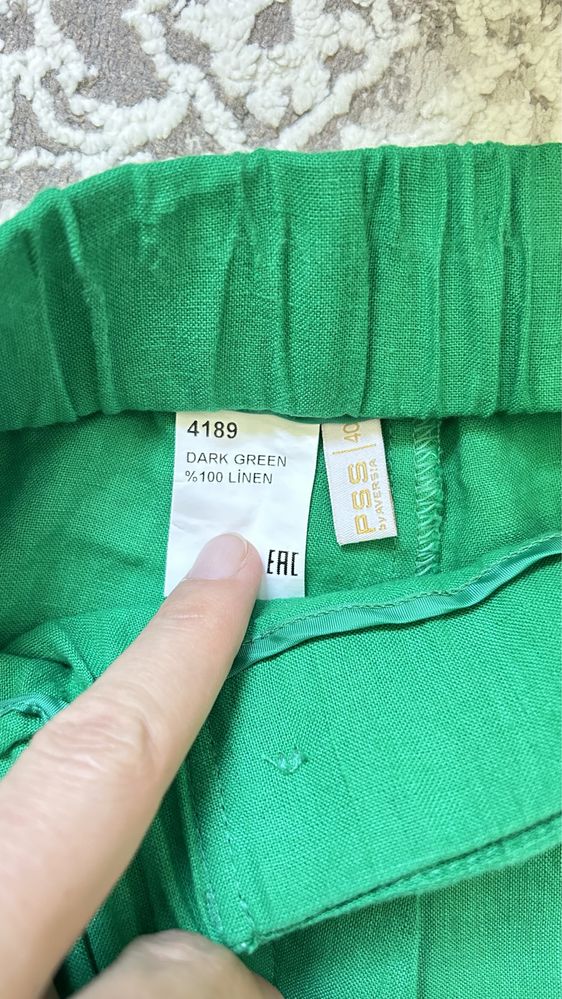 4189
DARK GREEN
%100 LİNEN
EAC
40
PSS
by AVERSIA